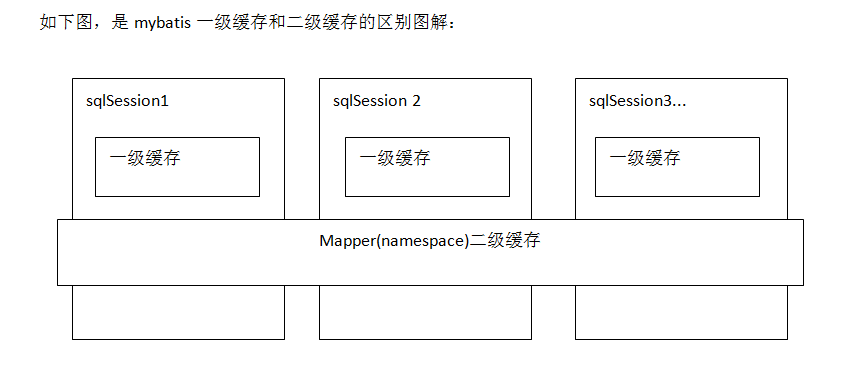 如下图，是 mybatis 一级缓存和二级缓存的区别图解：
sqlSession1
sqlSession 2
sqlSession3...
一级缓存
一级缓存
一级缓存
Mapper(namespace)二级缓存